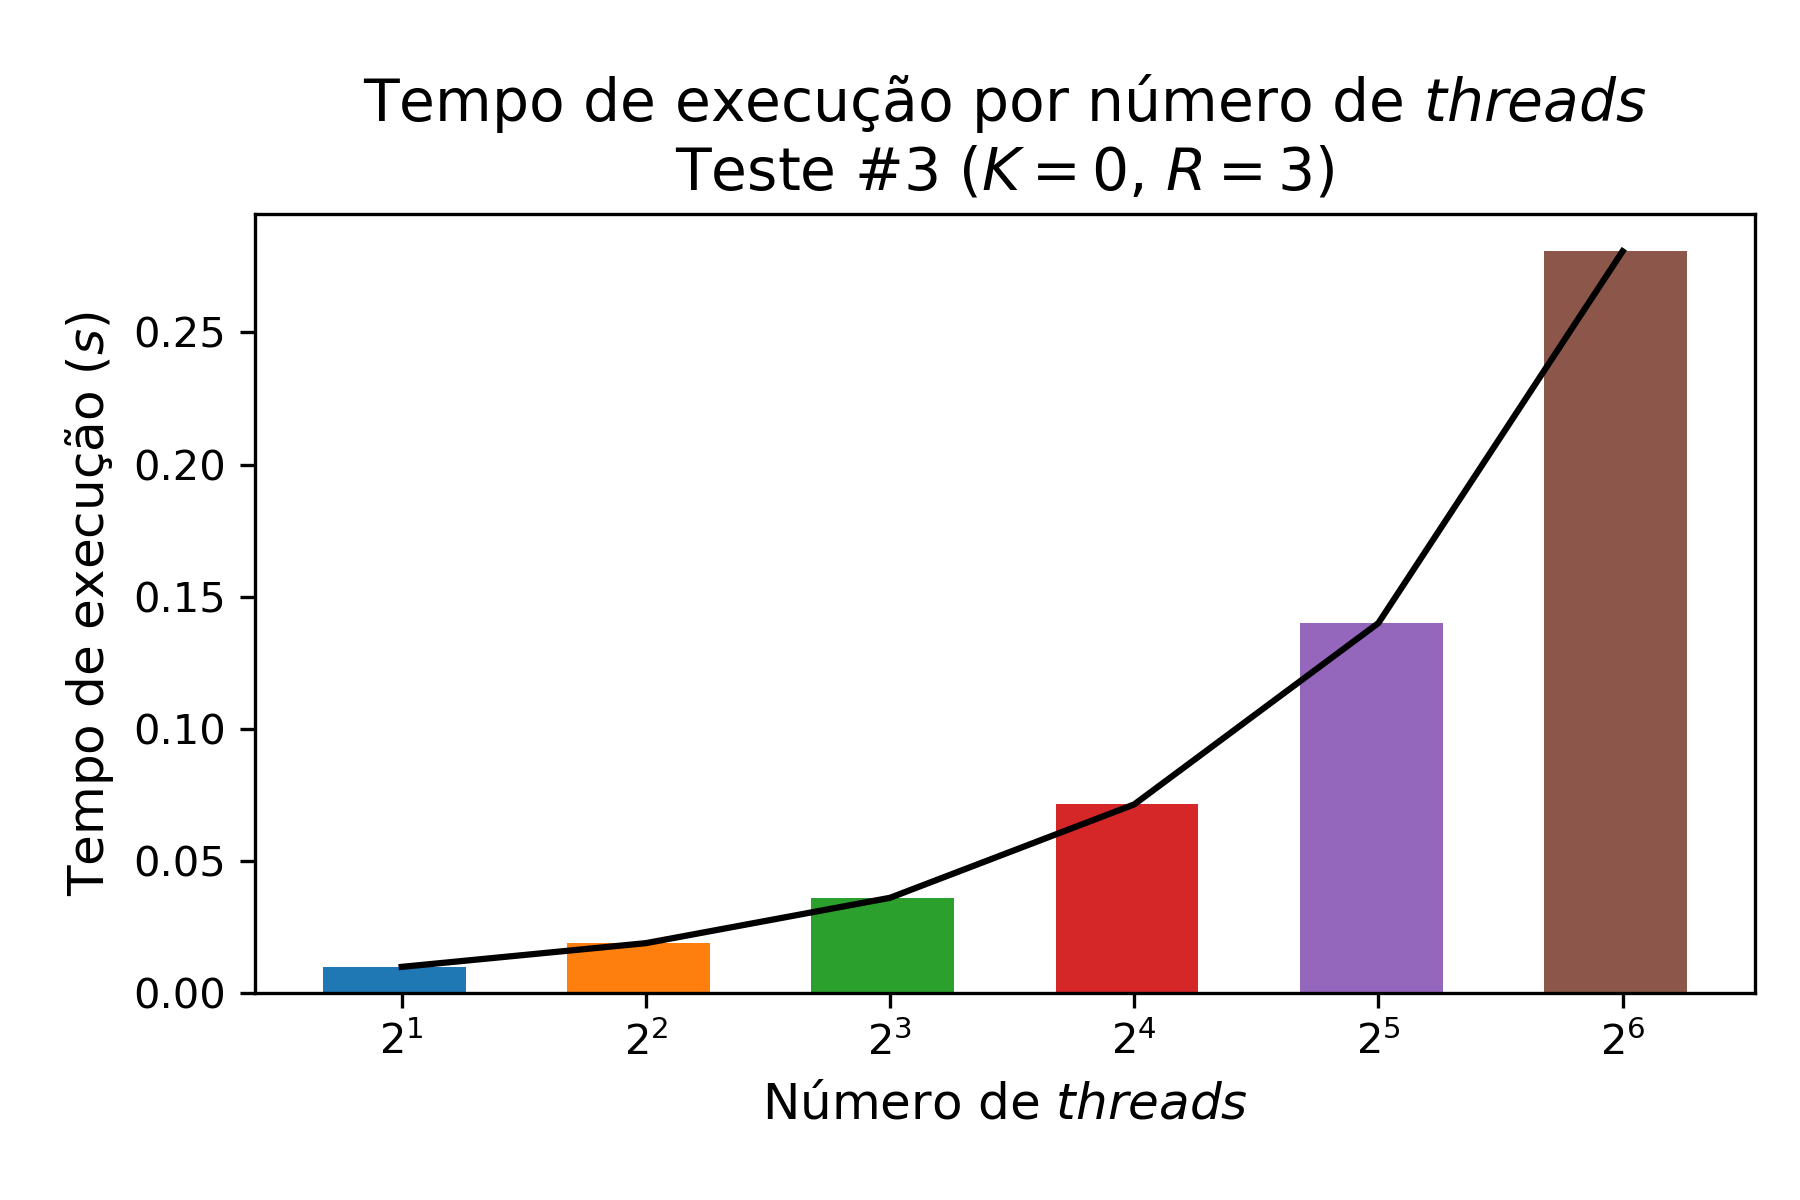 Tempo de execução por número de threads
Teste #3 (K = 0, R = 3)
Tempo de execução (s)
0.25
0.20
0.15
0.10
0.05
0.00
2¹ 2² 2³ 2⁴ 2⁵ 2⁶
Número de threads